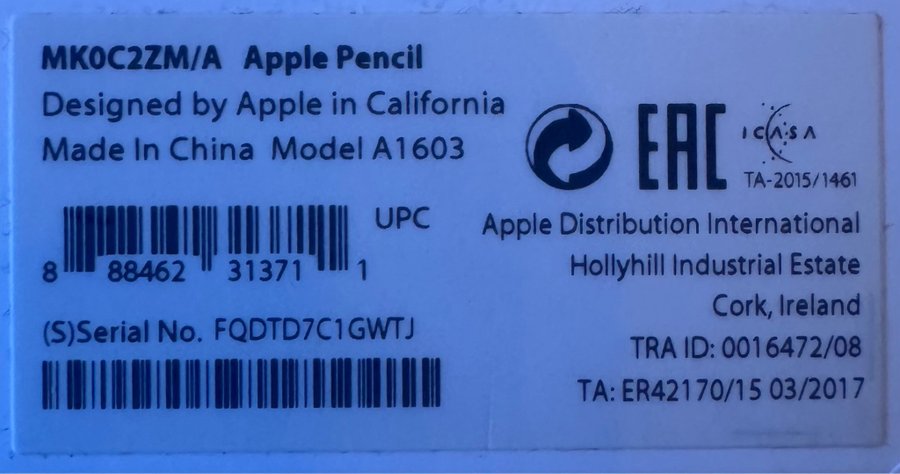 MK0C2ZM/A Apple Pencil
Designed by Apple in California
Made In China Model A1603
UPC
8 88462 31371 1
(S)Serial No. FQDTD7C1GWTJ
EAC
ICASA
TA-2015/1461
Apple Distribution International
Hollyhill Industrial Estate
Cork, Ireland
TRA ID: 0016472/08
TA: ER42170/15 03/2017